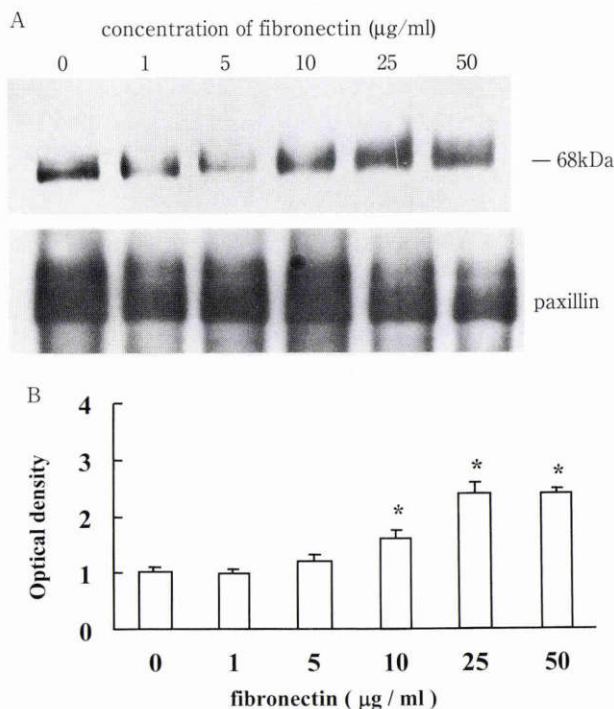 A
concentration of fibronectin (μg/ml)
0 1 5 10 25 50
— 68kDa
paxillin
B
4
3
2
1
0
Optical density
* * *
0 1 5 10 25 50
fibronectin ( μg / ml )